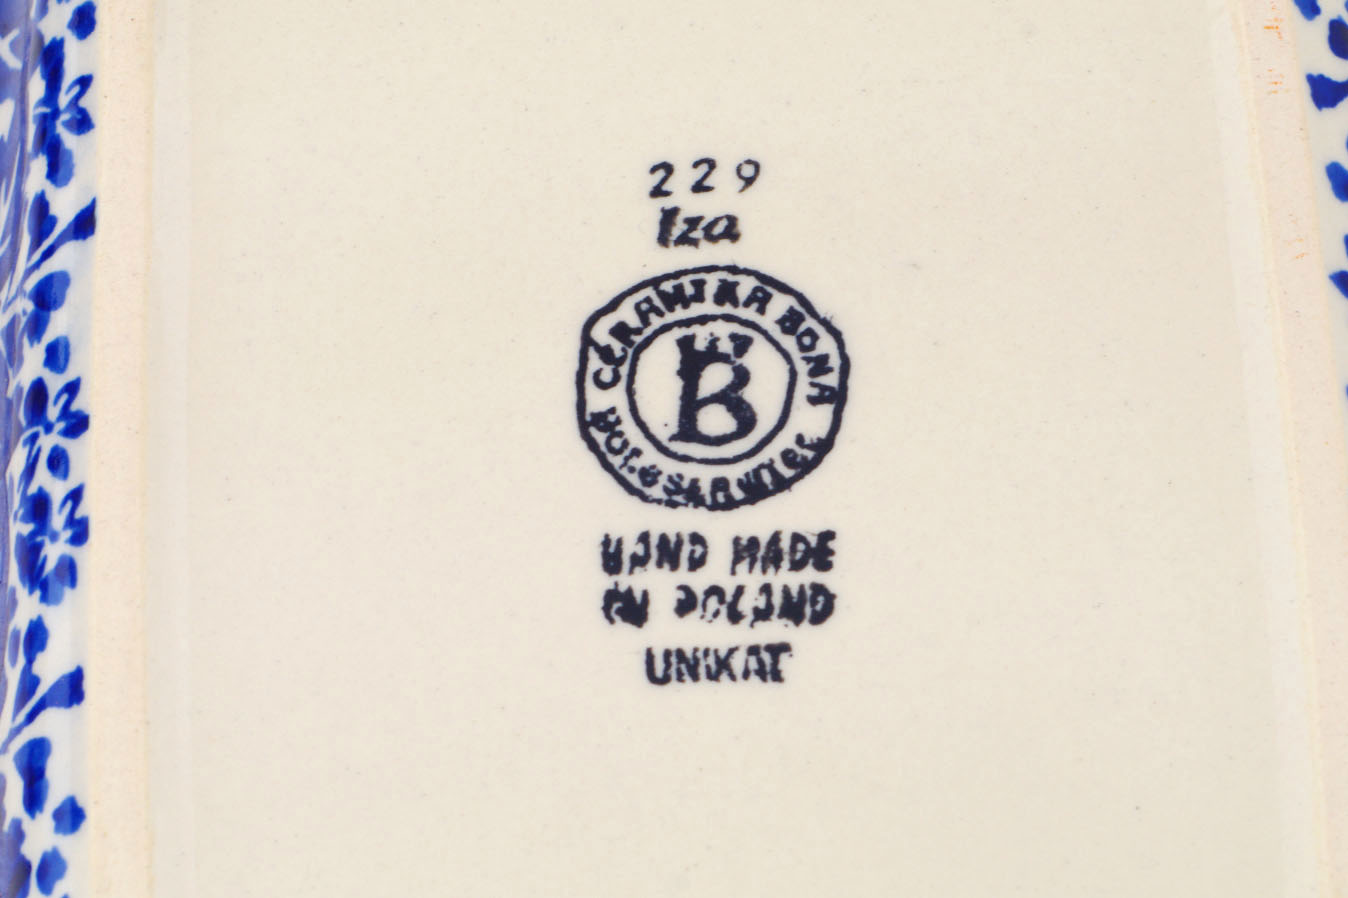 229
Iza
CERAMIKA BONA
B
BOLESŁAWIEC
HAND MADE
IN POLAND
UNIKAT